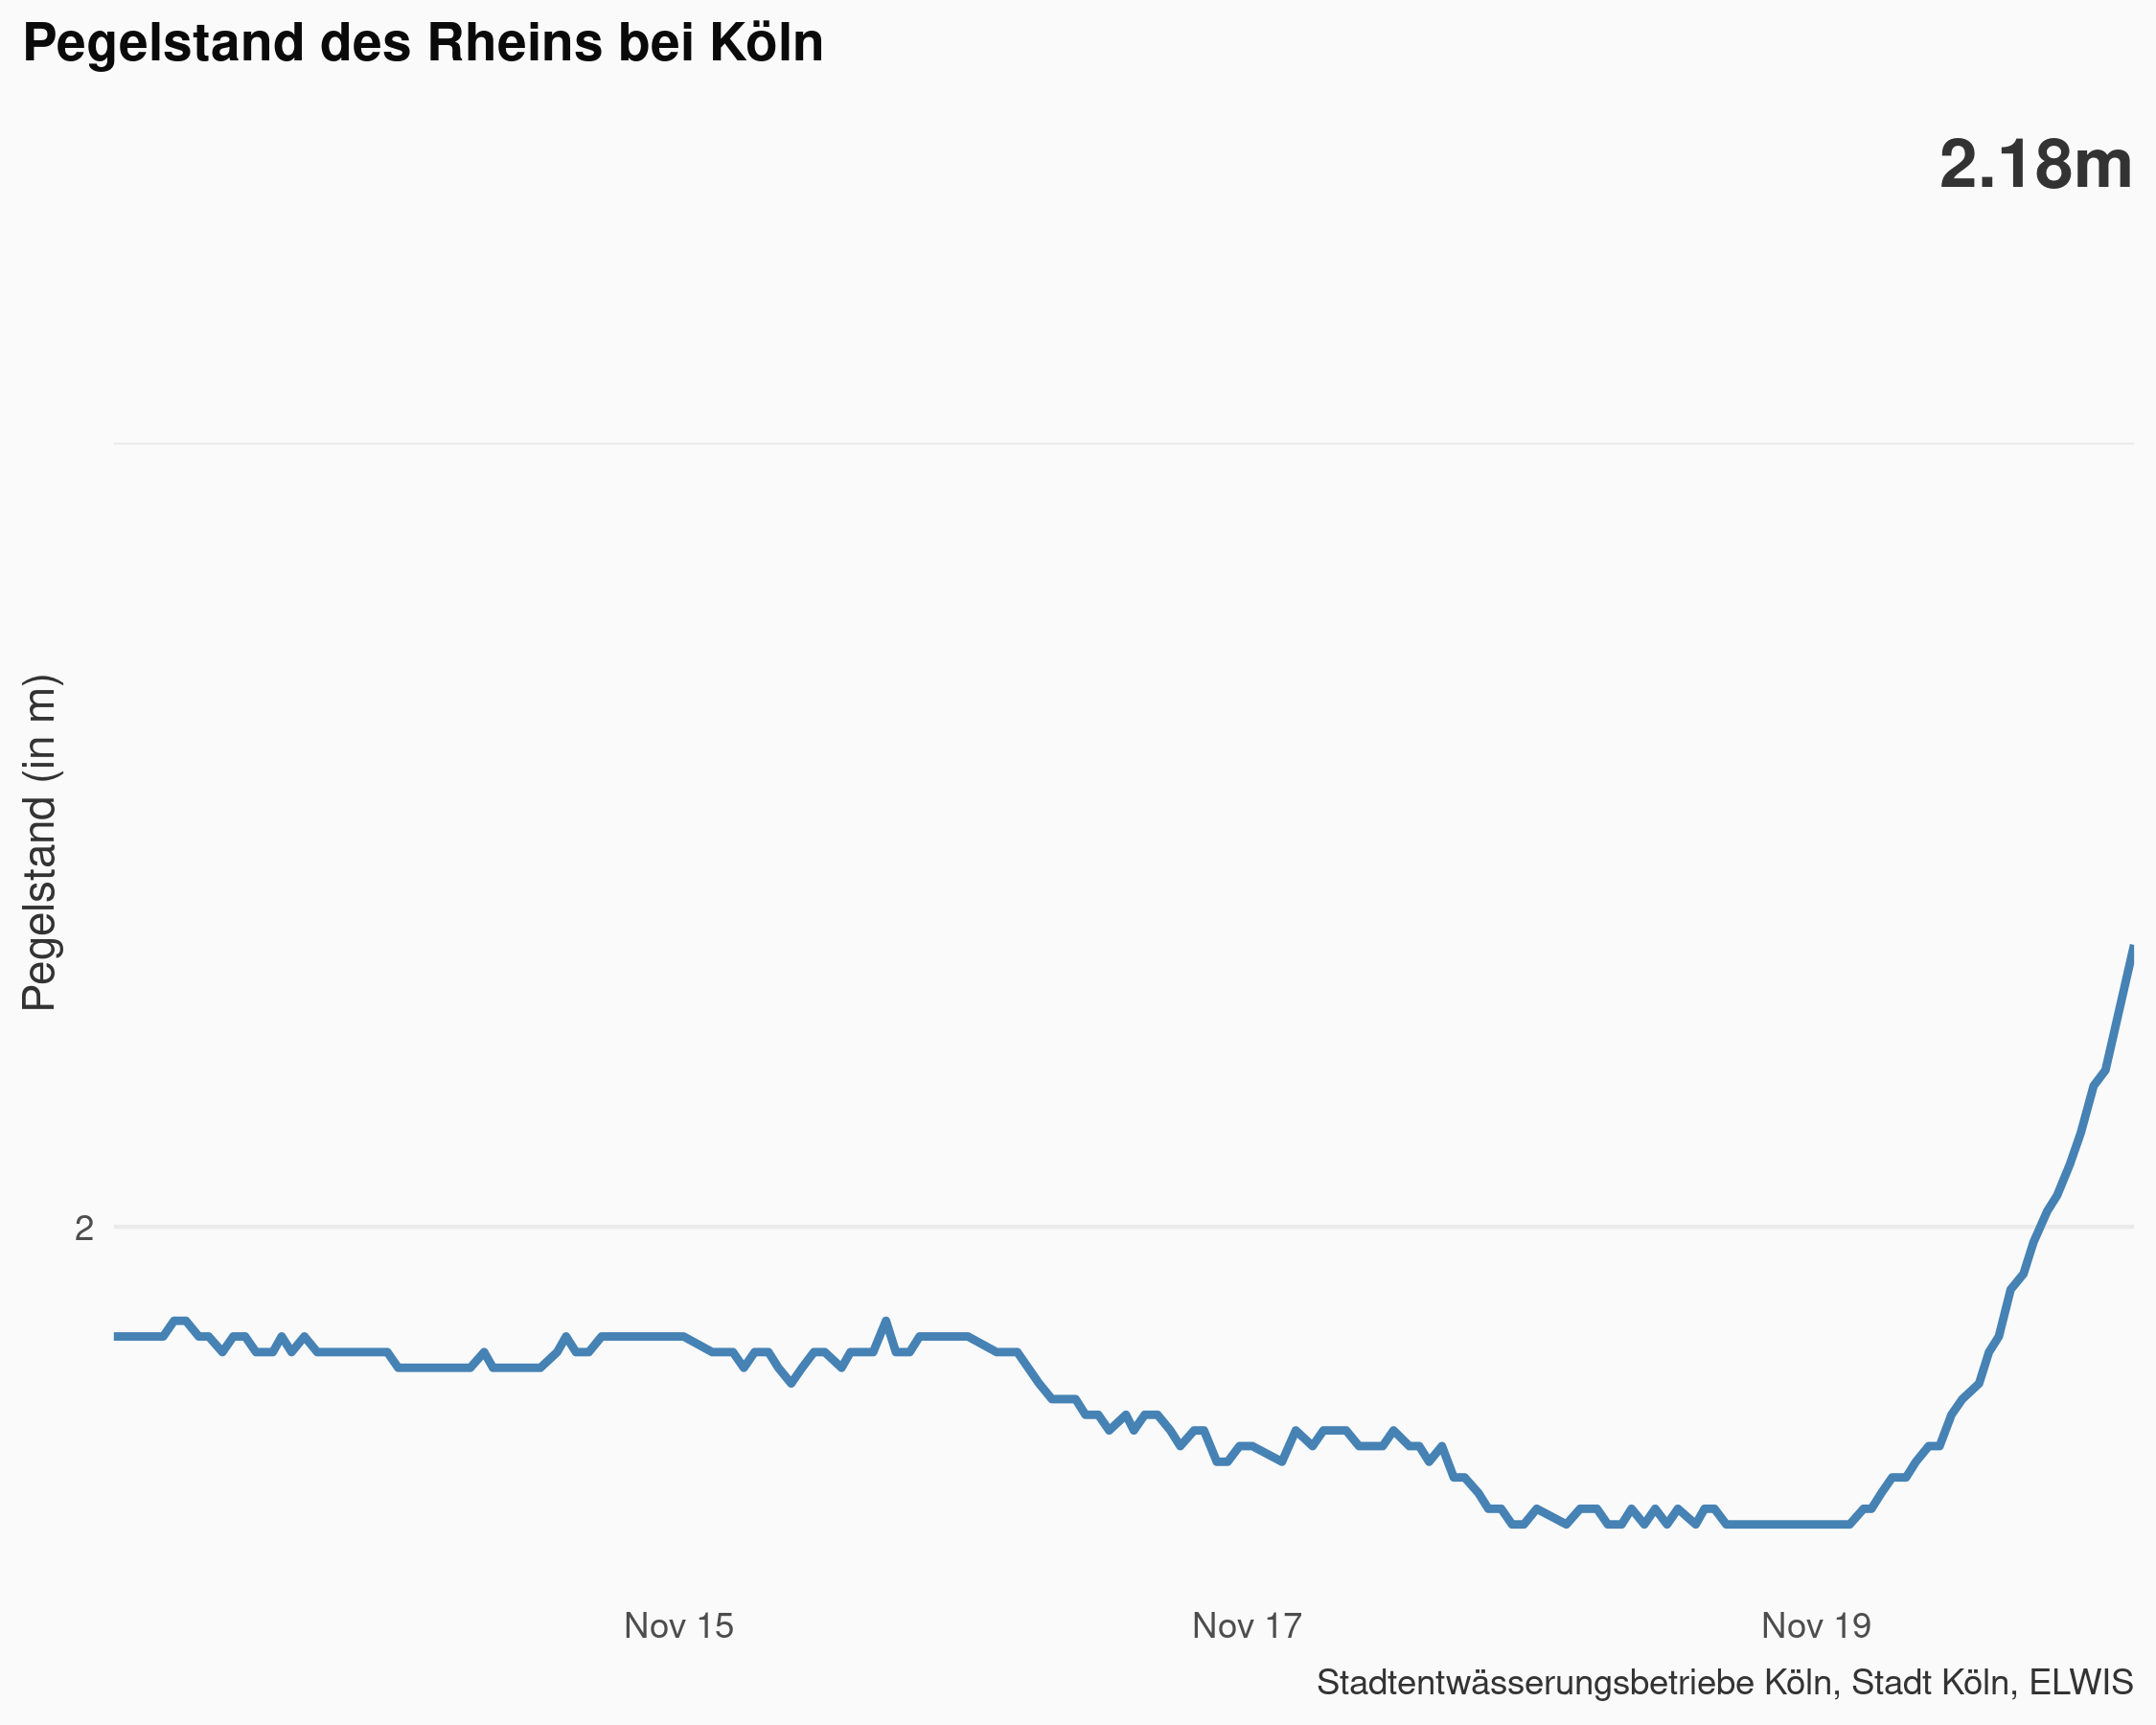 Pegelstand des Rheins bei Köln
2.18m
Pegelstand (in m)
2
Nov 15
Nov 17
Nov 19
Stadtentwässerungsbetriebe Köln, Stadt Köln, ELWIS